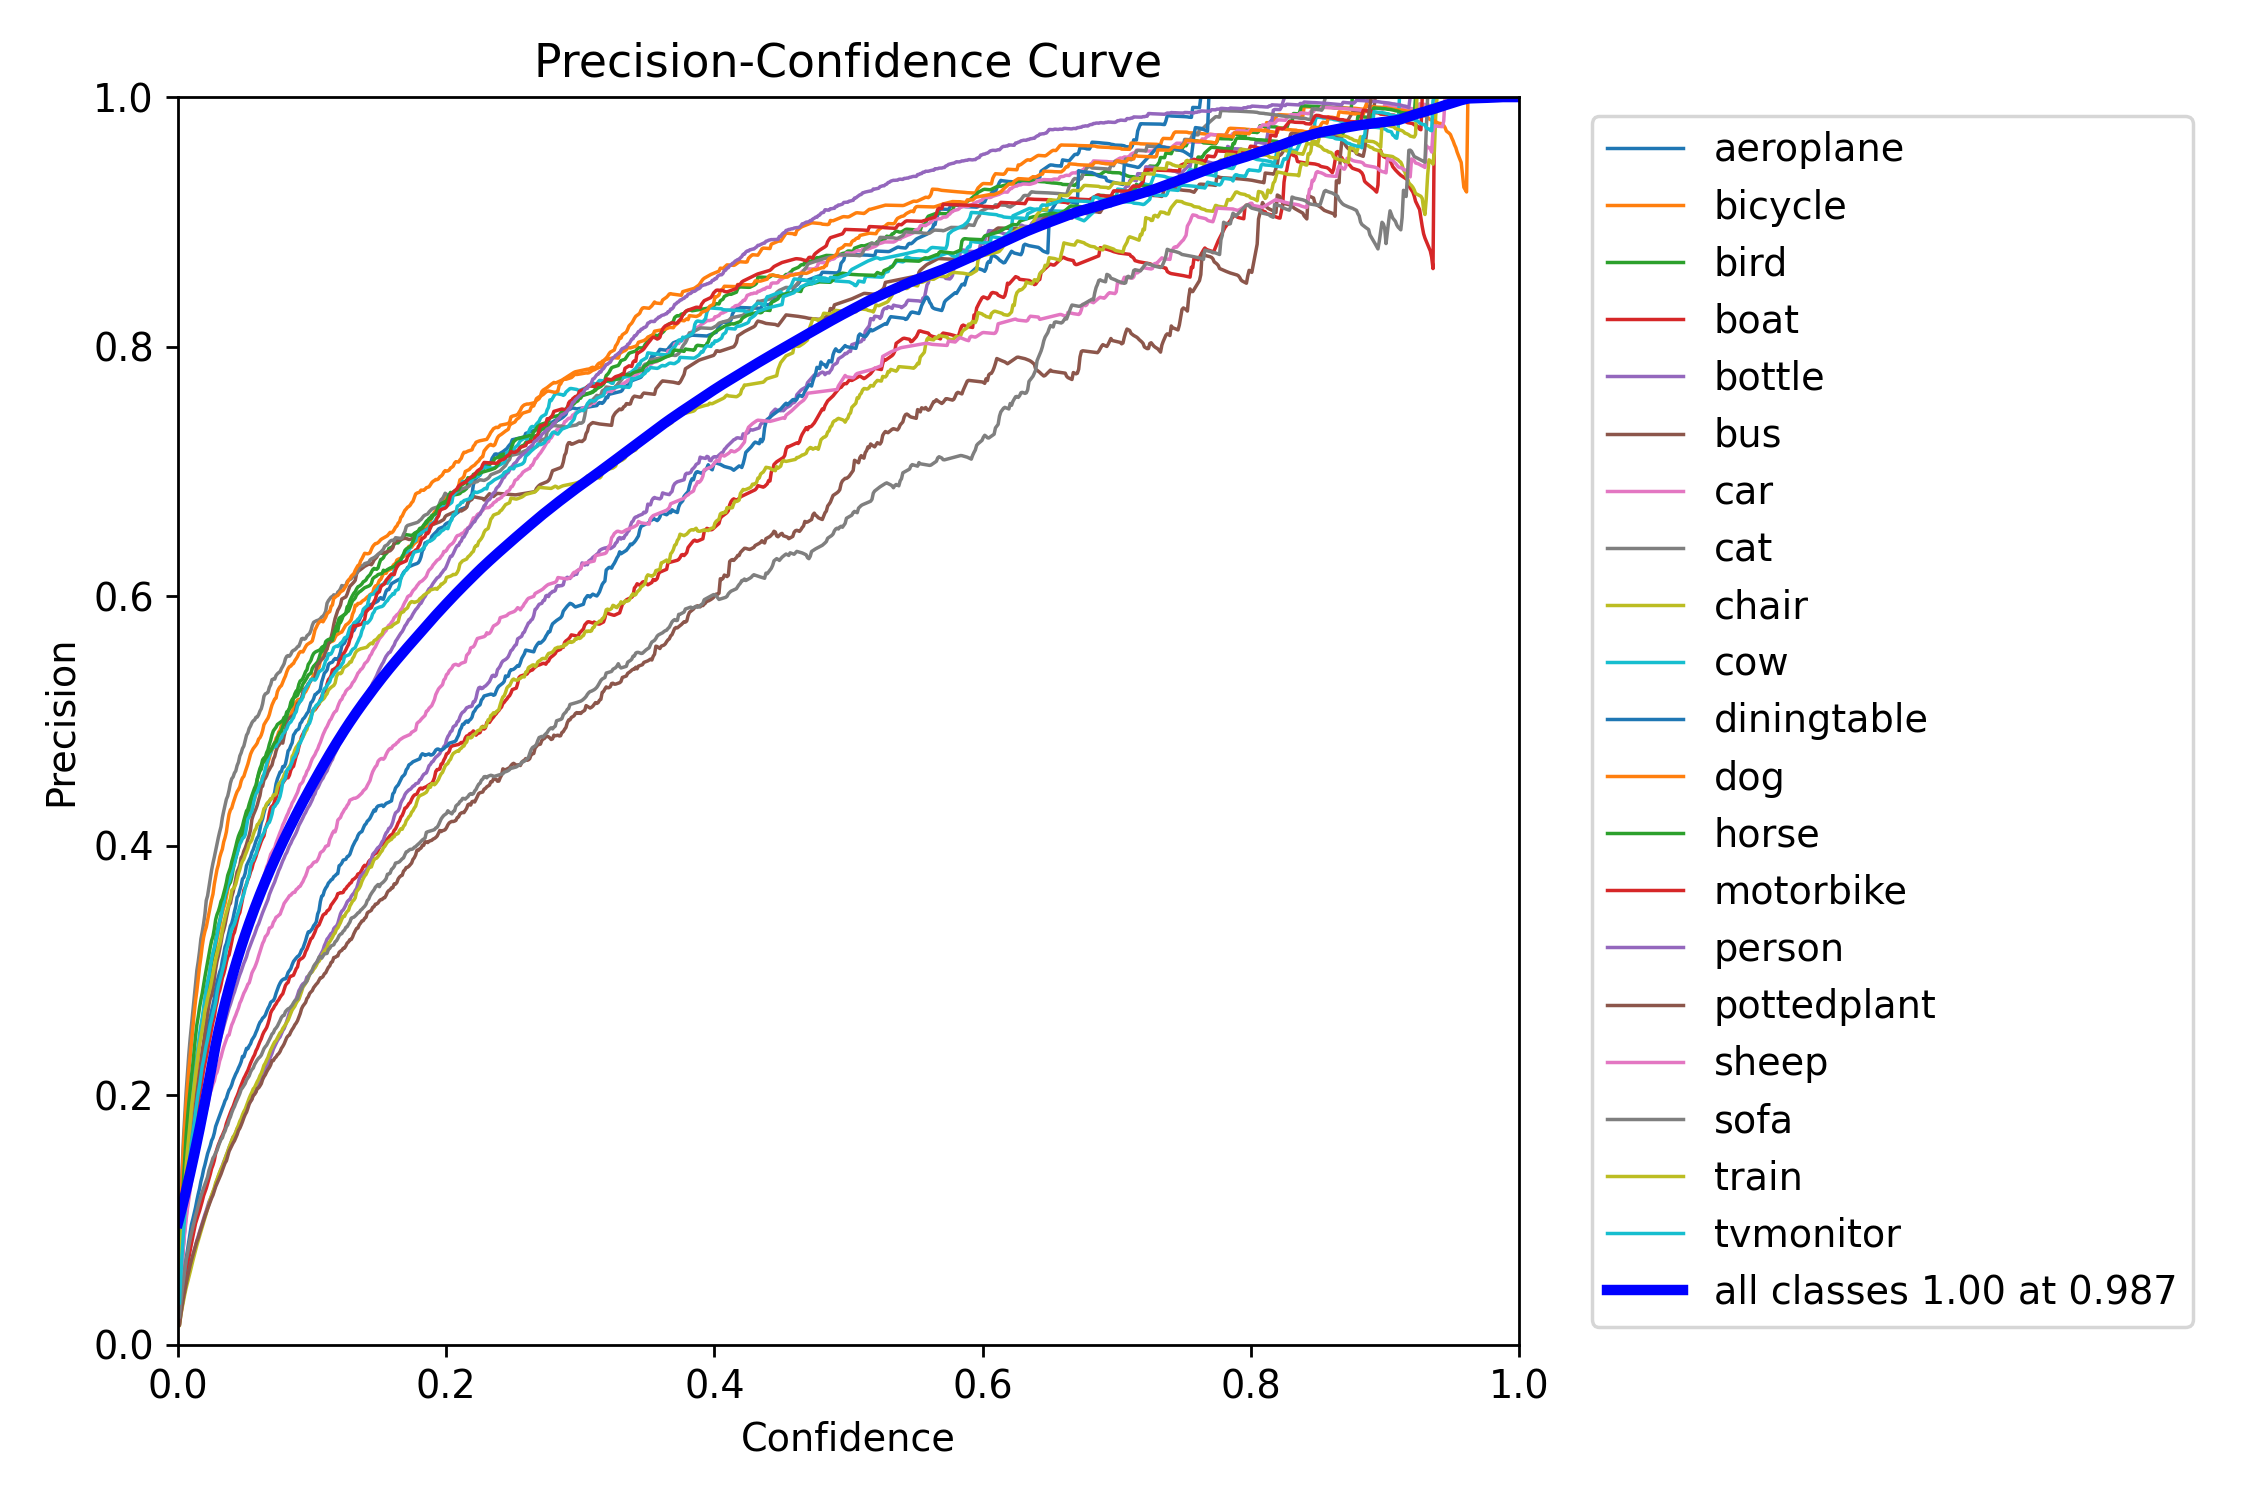 Precision-Confidence Curve
1.0
0.8
0.6
0.4
0.2
0.0
Precision
0.0 0.2 0.4 0.6 0.8 1.0
Confidence
aeroplane
bicycle
bird
boat
bottle
bus
car
cat
chair
cow
diningtable
dog
horse
motorbike
person
pottedplant
sheep
sofa
train
tvmonitor
all classes 1.00 at 0.987